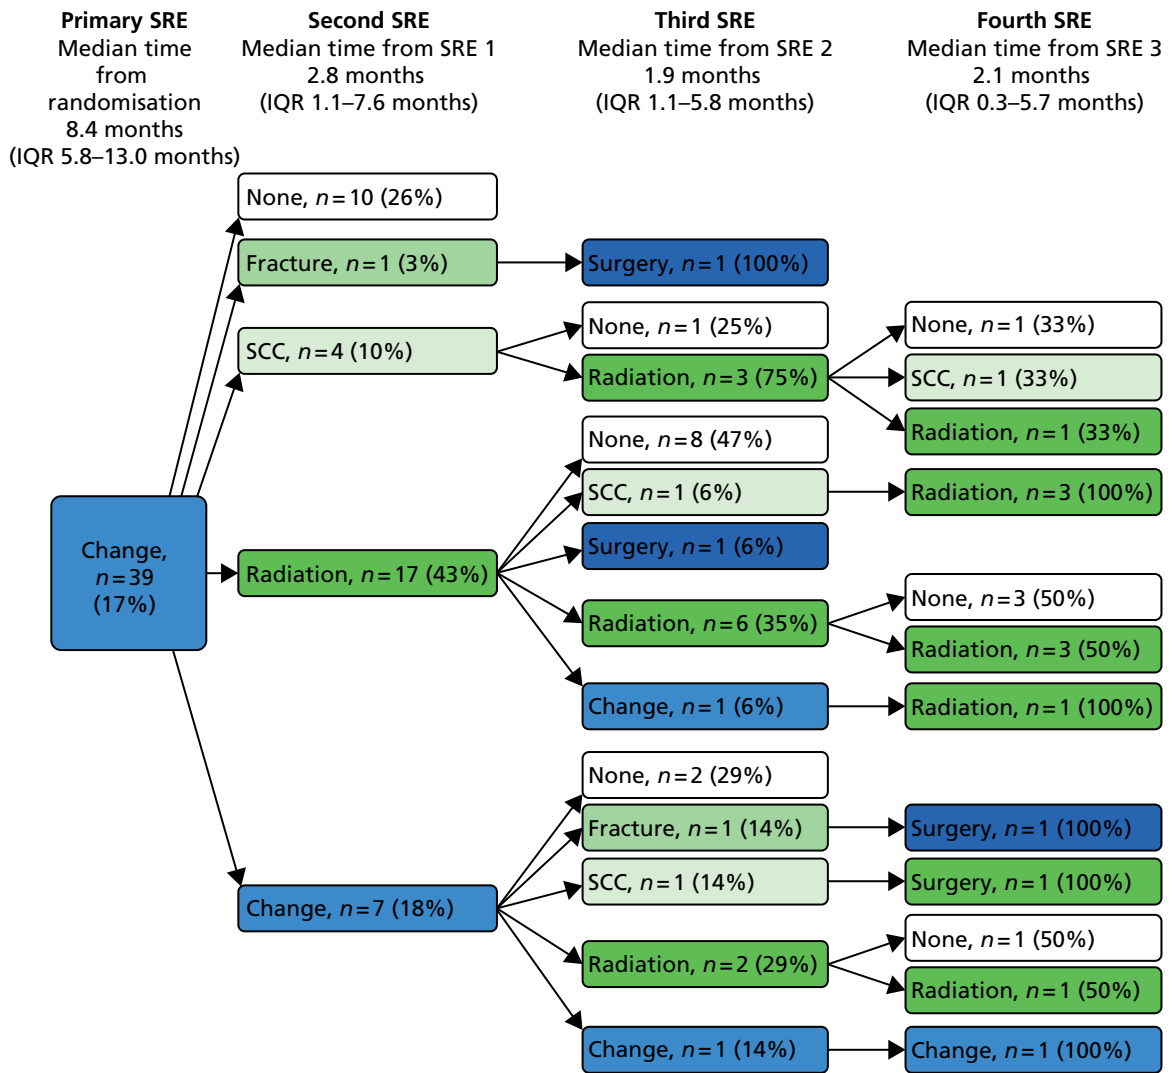 Primary SRE
Median time
from
randomisation
8.4 months
(IQR 5.8–13.0 months)
Second SRE
Median time from SRE 1
2.8 months
(IQR 1.1–7.6 months)
Third SRE
Median time from SRE 2
1.9 months
(IQR 1.1–5.8 months)
Fourth SRE
Median time from SRE 3
2.1 months
(IQR 0.3–5.7 months)
Change,
n=39
(17%)
None, n=10 (26%)
Fracture, n=1 (3%)
SCC, n=4 (10%)
Radiation, n=17 (43%)
Change, n=7 (18%)
Surgery, n=1 (100%)
None, n=1 (25%)
Radiation, n=3 (75%)
None, n=8 (47%)
SCC, n=1 (6%)
Surgery, n=1 (6%)
Radiation, n=6 (35%)
Change, n=1 (6%)
None, n=2 (29%)
Fracture, n=1 (14%)
SCC, n=1 (14%)
Radiation, n=2 (29%)
Change, n=1 (14%)
None, n=1 (33%)
SCC, n=1 (33%)
Radiation, n=1 (33%)
Radiation, n=3 (100%)
None, n=3 (50%)
Radiation, n=3 (50%)
Radiation, n=1 (100%)
Surgery, n=1 (100%)
Surgery, n=1 (100%)
None, n=1 (50%)
Radiation, n=1 (50%)
Change, n=1 (100%)